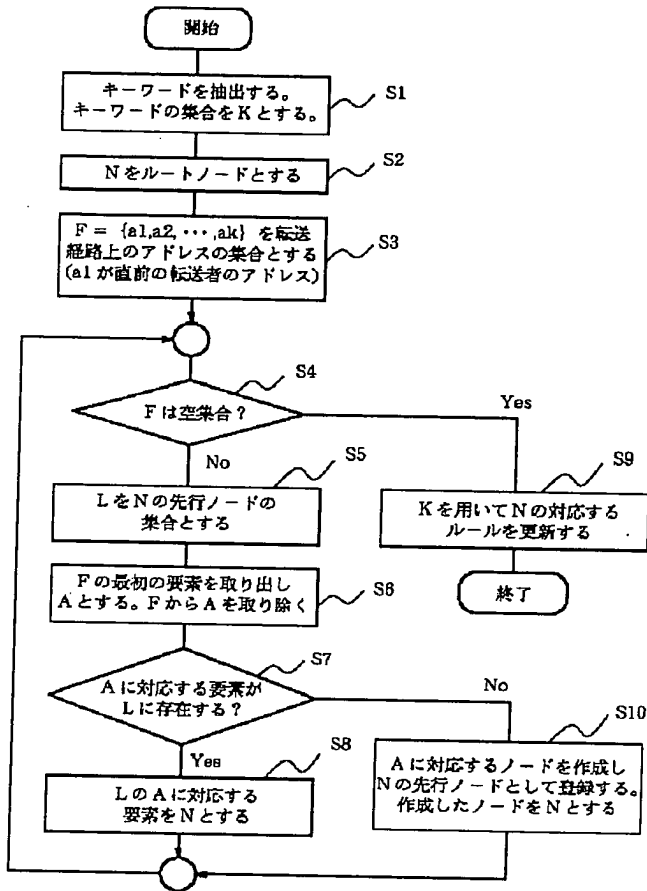 開始
キーワードを抽出する。
キーワードの集合をKとする。
S1
S2
Nをルートノードとする
F = {a1,a2, ･･･,ak} を転送
経路上のアドレスの集合とする
(a1が直前の転送者のアドレス)
S3
S4
Fは空集合？
Yes
No
S5
LをNの先行ノードの
集合とする
S9
Kを用いてNの対応する
ルールを更新する
Fの最初の要素を取り出し
Aとする。FからAを取り除く
S6
終了
S7
Aに対応する要素が
Lに存在する？
No
Yes
S8
LのAに対応する
要素をNとする
S10
Aに対応するノードを作成し
Nの先行ノードとして登録する。
作成したノードをNとする